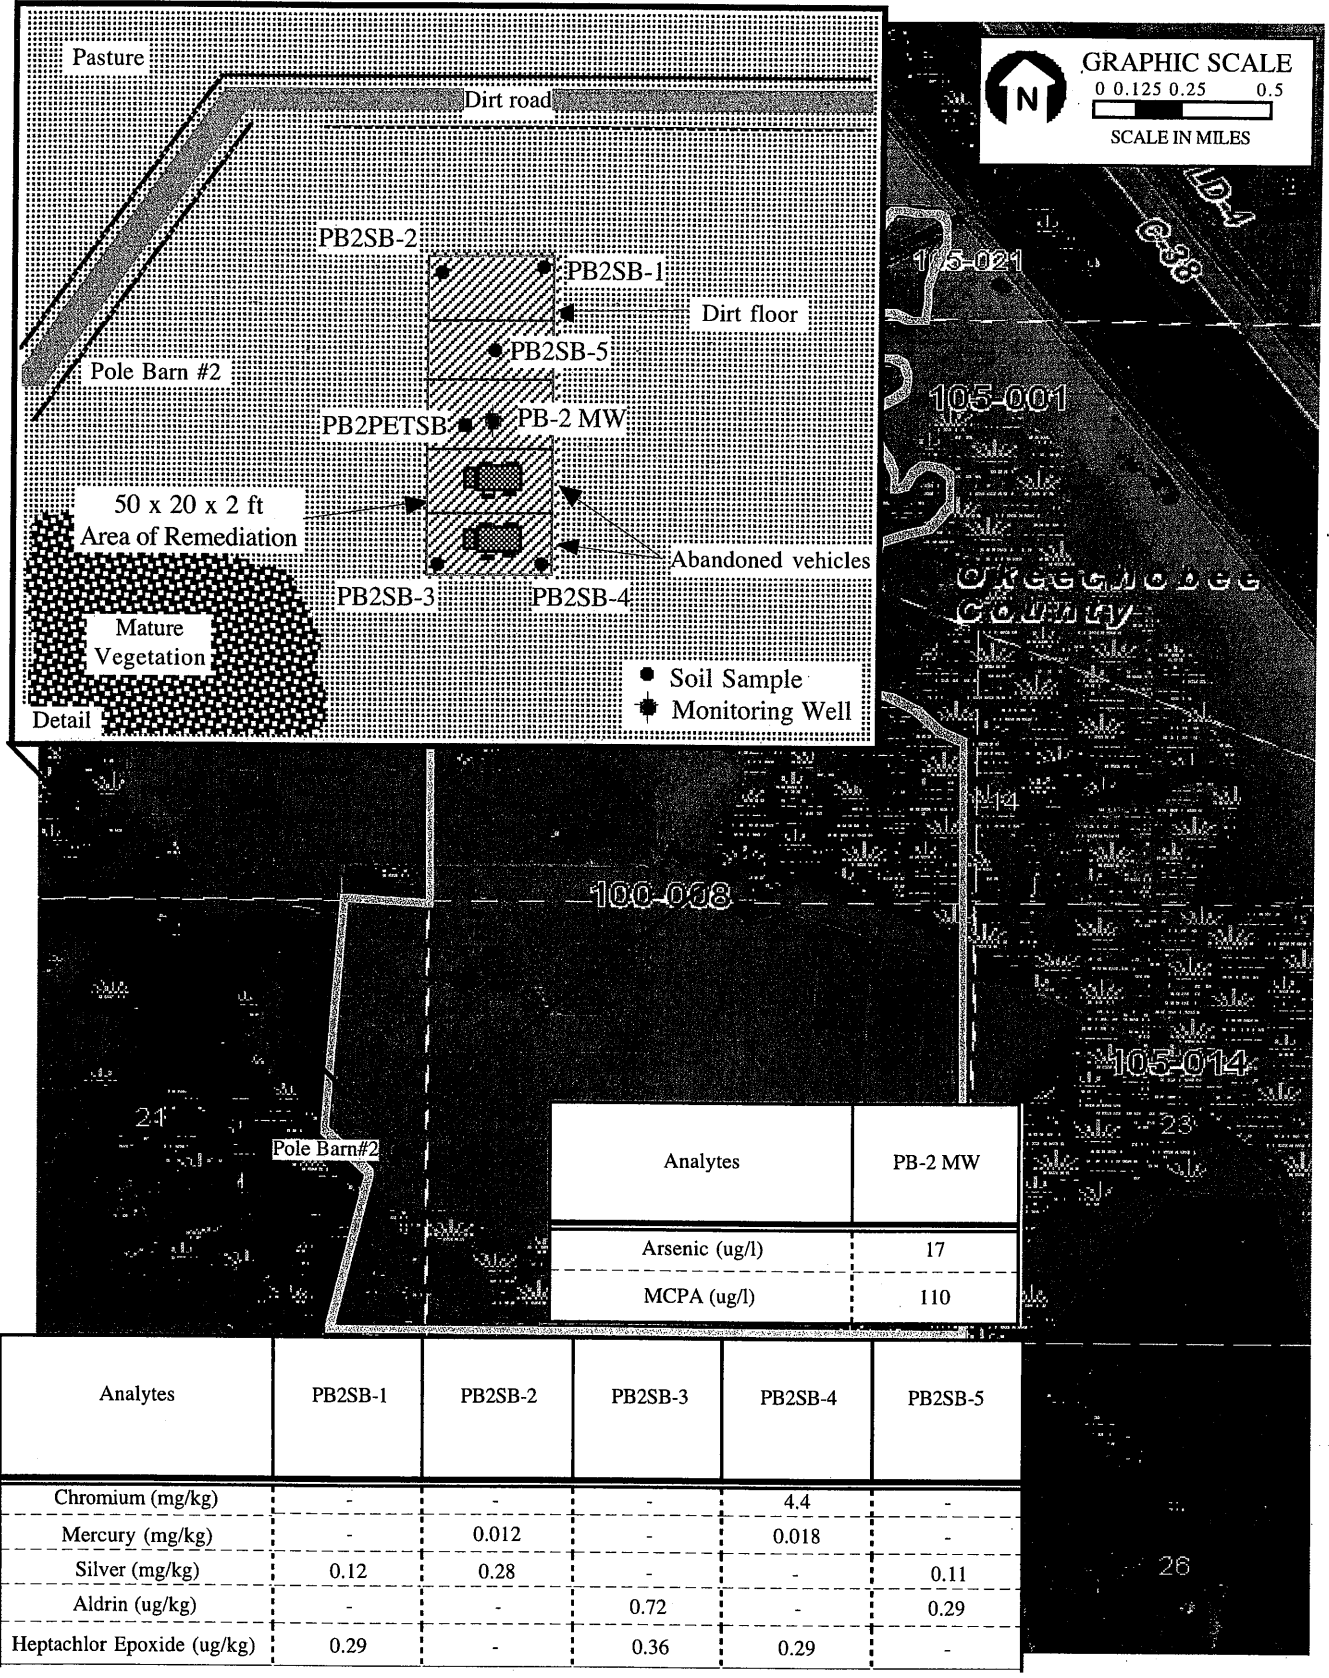 Pasture
Dirt road
PB2SB-2
PB2SB-1
Dirt floor
PB2SB-5
Pole Barn #2
PB2PETSB
PB-2 MW
50 x 20 x 2 ft
Area of Remediation
Abandoned vehicles
PB2SB-3
PB2SB-4
Mature
Vegetation
Soil Sample
Monitoring Well
Detail
GRAPHIC SCALE
N
0 0.125 0.25 0.5
SCALE IN MILES
LD-4
C-38
105-021
105-001
Okeechobee
County
14
100-008
105-014
21
23
Pole Barn#2
Analytes PB-2 MW
Arsenic (ug/l) 17
MCPA (ug/l) 110
Analytes PB2SB-1 PB2SB-2 PB2SB-3 PB2SB-4 PB2SB-5
Chromium (mg/kg) - - - 4.4 -
Mercury (mg/kg) - 0.012 - 0.018 -
Silver (mg/kg) 0.12 0.28 - - 0.11
Aldrin (ug/kg) - - 0.72 - 0.29
Heptachlor Epoxide (ug/kg) 0.29 - 0.36 0.29 -
26